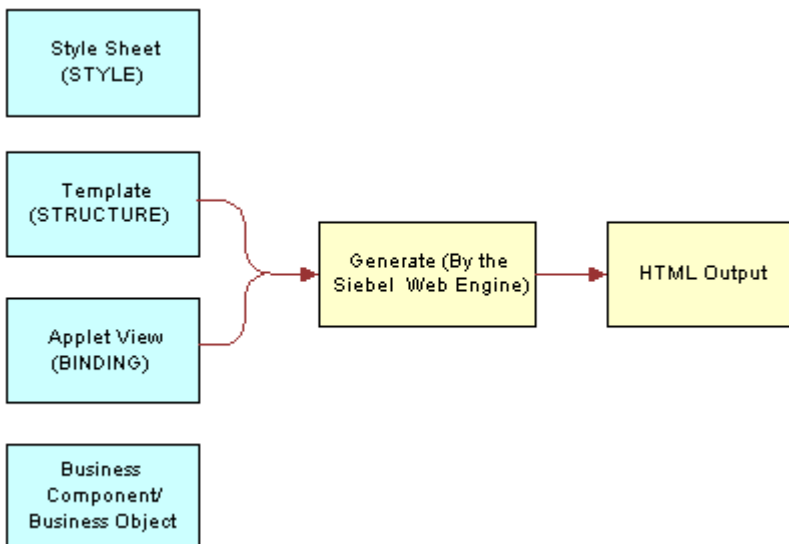 Style Sheet
(STYLE)
Template
(STRUCTURE)
Generate (By the
Siebel Web Engine)
HTML Output
Applet View
(BINDING)
Business
Component/
Business Object